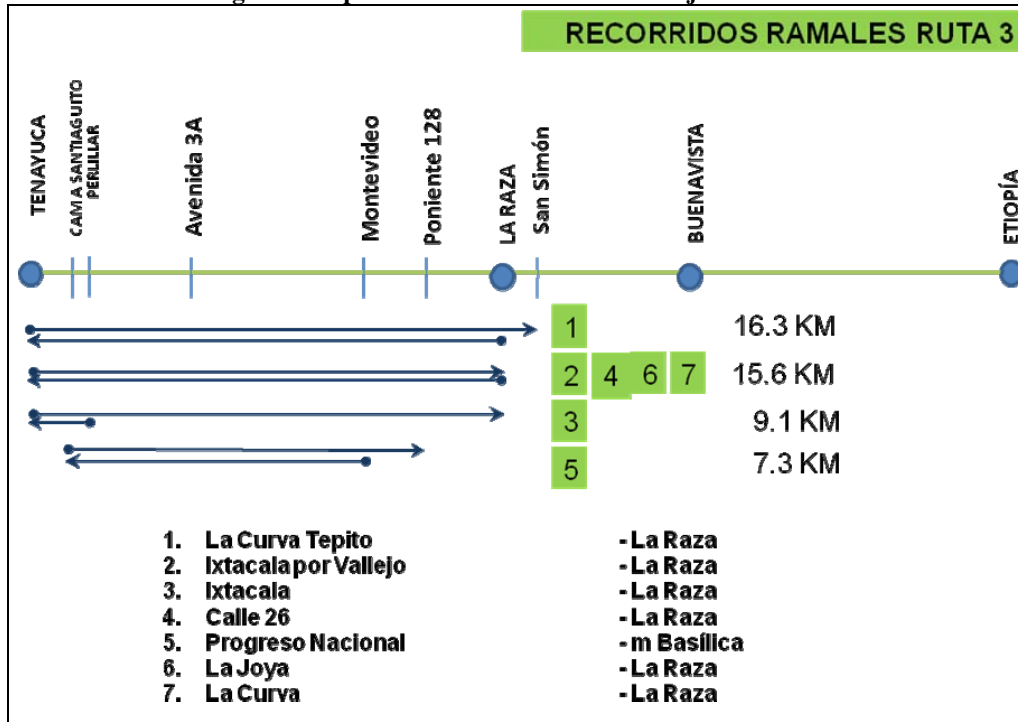 RECORRIDOS RAMALES RUTA 3
TENAYUCA
CAM A SANTIAGUITO
PERLILLAR
Avenida 3A
Montevideo
Poniente 128
LA RAZA
San Simón
BUENAVISTA
ETIOPÍA
1 16.3 KM
2 4 6 7 15.6 KM
3 9.1 KM
5 7.3 KM
1. La Curva Tepito - La Raza
2. Ixtacala por Vallejo - La Raza
3. Ixtacala - La Raza
4. Calle 26 - La Raza
5. Progreso Nacional - m Basílica
6. La Joya - La Raza
7. La Curva - La Raza